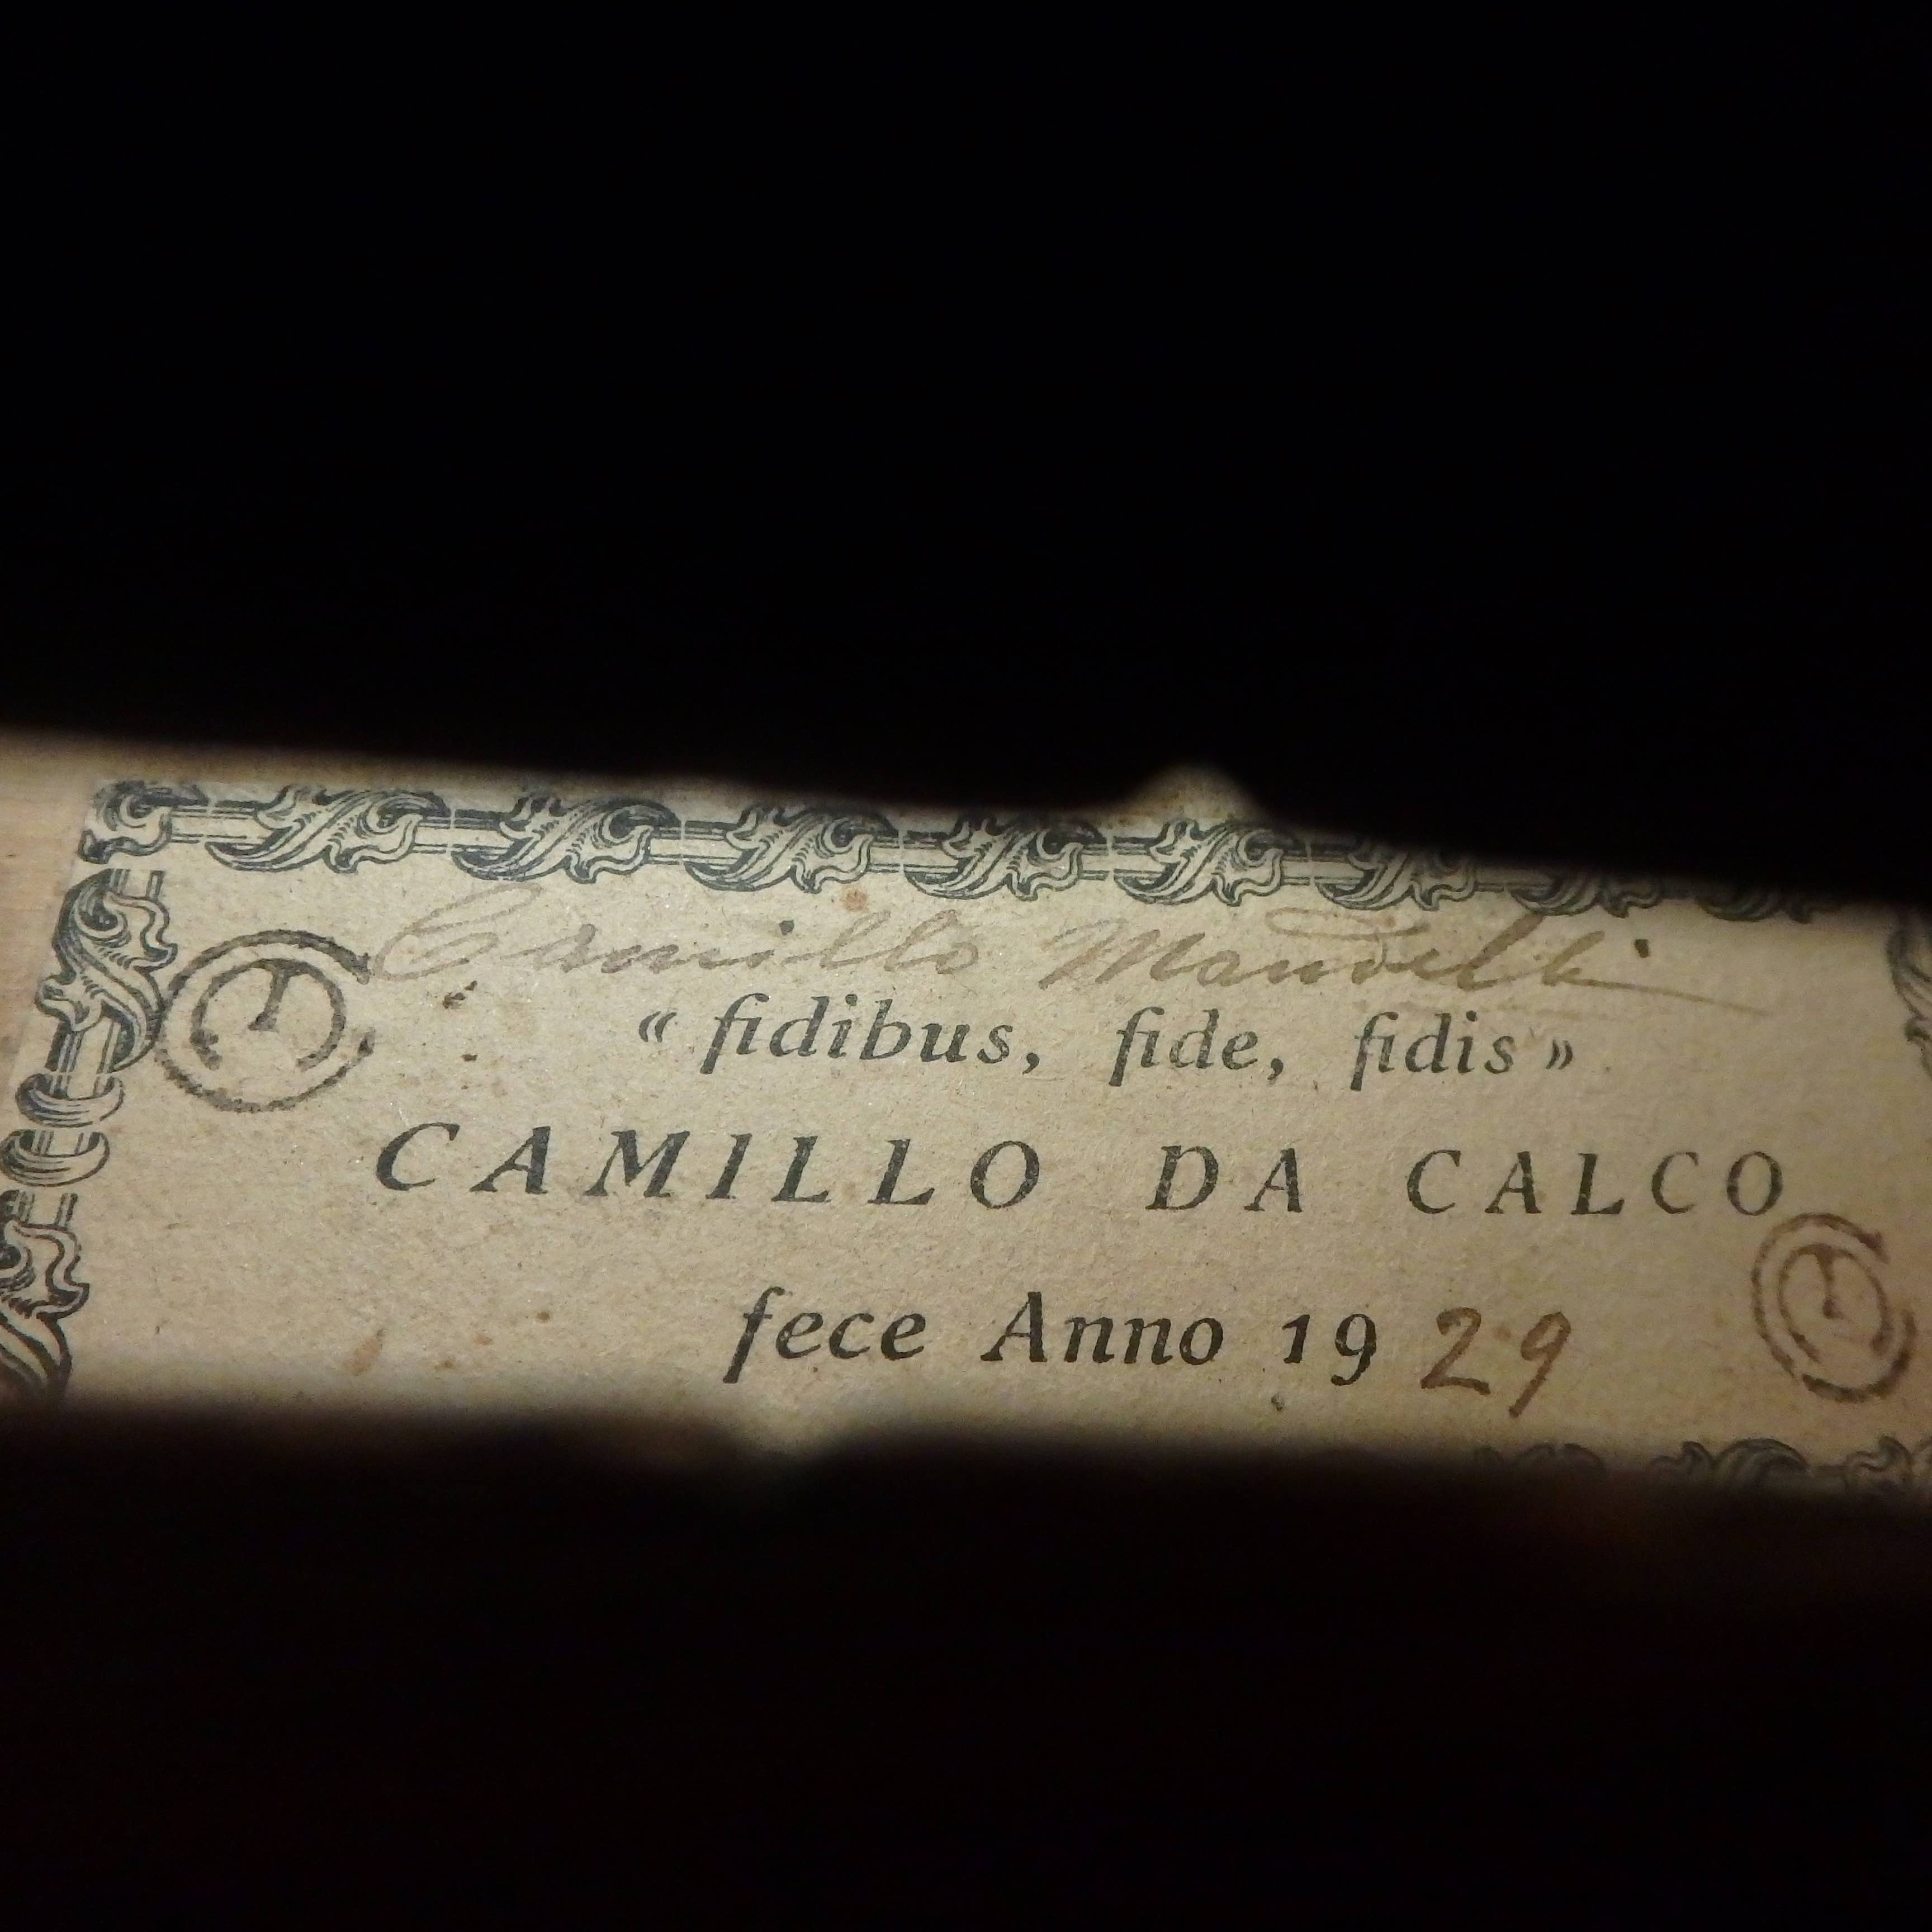 Camillo Mandelli
« fidibus, fide, fidis »
CAMILLO DA CALCO
fece Anno 1929